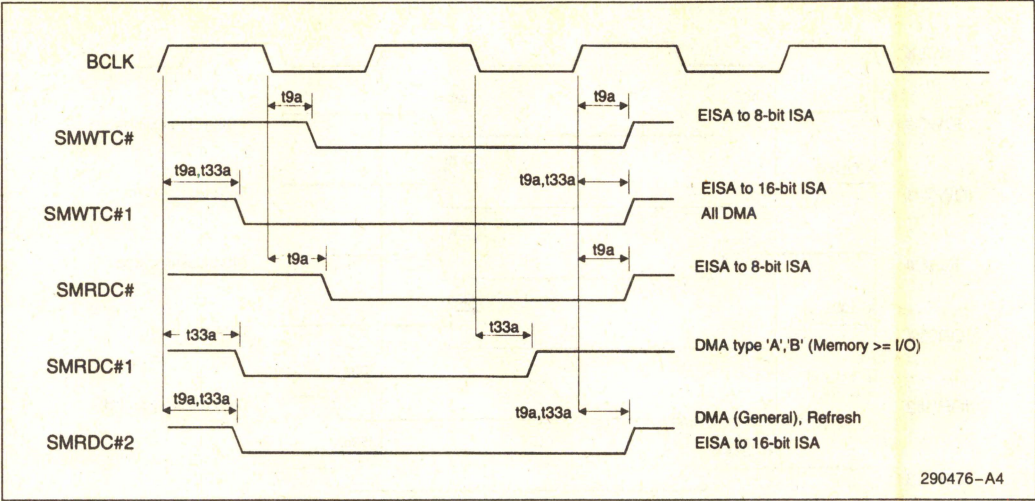 BCLK
t9a
t9a
EISA to 8-bit ISA
SMWTC#
t9a,t33a
t9a,t33a
EISA to 16-bit ISA
SMWTC#1
All DMA
t9a
t9a
EISA to 8-bit ISA
SMRDC#
t33a
t33a
DMA type 'A','B' (Memory >= I/O)
SMRDC#1
t9a,t33a
t9a,t33a
DMA (General), Refresh
SMRDC#2
EISA to 16-bit ISA
290476–A4